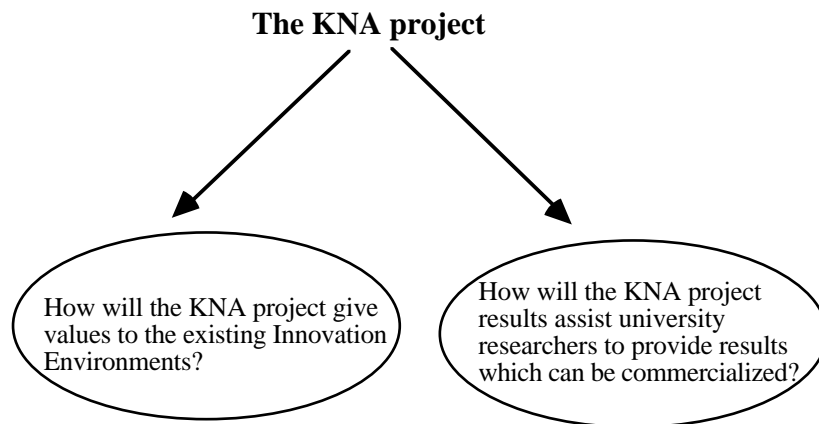 The KNA project
How will the KNA project give
values to the existing Innovation
Environments?
How will the KNA project
results assist university
researchers to provide results
which can be commercialized?